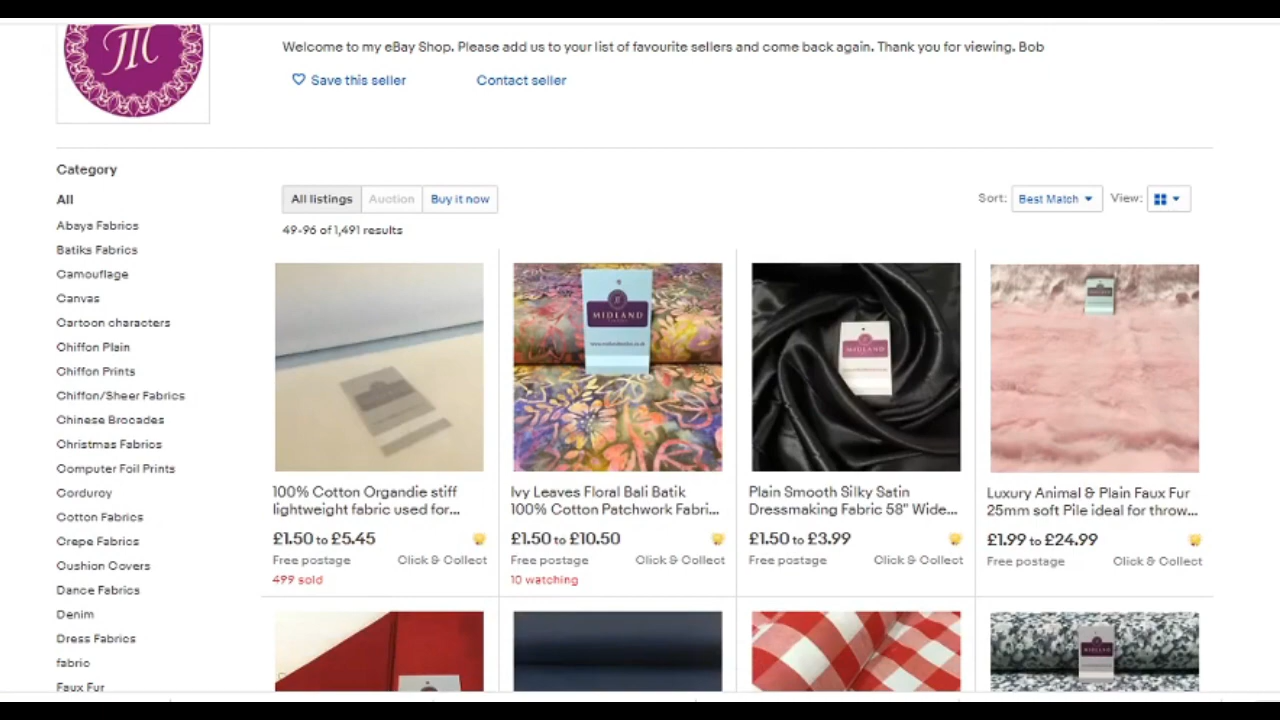 Welcome to my eBay Shop. Please add us to your list of favourite sellers and come back again. Thank you for viewing. Bob
Save this seller
Contact seller
Category
All
Abaya Fabrics
Batiks Fabrics
Camouflage
Canvas
Cartoon characters
Chiffon Plain
Chiffon Prints
Chiffon/Sheer Fabrics
Chinese Brocades
Christmas Fabrics
Computer Foil Prints
Corduroy
Cotton Fabrics
Crepe Fabrics
Cushion Covers
Dance Fabrics
Denim
Dress Fabrics
fabric
Faux Fur
All listings
Auction
Buy it now
Sort: Best Match
View:
49-96 of 1,491 results
MIDLAND
www.midlandtextiles.co.uk
MIDLAND
MIDLAND
100% Cotton Organdie stiff
lightweight fabric used for...
£1.50 to £5.45
Free postage
Click & Collect
499 sold
Ivy Leaves Floral Bali Batik
100% Cotton Patchwork Fabri...
£1.50 to £10.50
Free postage
Click & Collect
10 watching
Plain Smooth Silky Satin
Dressmaking Fabric 58" Wide...
£1.50 to £3.99
Free postage
Click & Collect
Luxury Animal & Plain Faux Fur
25mm soft Pile ideal for throw...
£1.99 to £24.99
Free postage
Click & Collect
MIDLAND